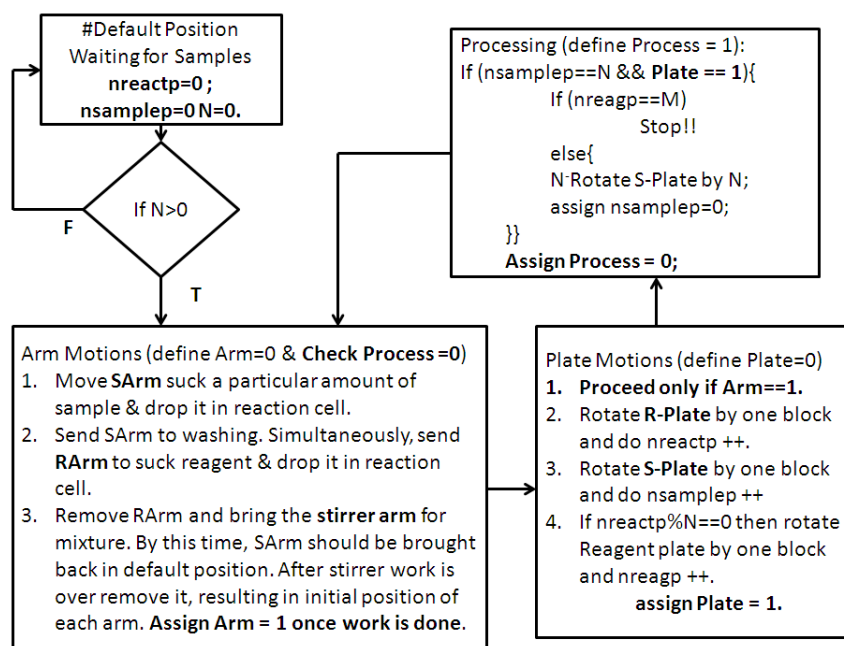 #Default Position
Waiting for Samples
nreactp=0 ;
nsamplep=0 N=0.
If N>0
F
T
Processing (define Process = 1):
If (nsamplep==N && Plate == 1){
If (nreagp==M)
Stop!!
else{
N-Rotate S-Plate by N;
assign nsamplep=0;
}}
Assign Process = 0;
Arm Motions (define Arm=0 & Check Process =0)
1. Move SArm suck a particular amount of
sample & drop it in reaction cell.
2. Send SArm to washing. Simultaneously, send
RArm to suck reagent & drop it in reaction
cell.
3. Remove RArm and bring the stirrer arm for
mixture. By this time, SArm should be brought
back in default position. After stirrer work is
over remove it, resulting in initial position of
each arm. Assign Arm = 1 once work is done.
Plate Motions (define Plate=0)
1. Proceed only if Arm==1.
2. Rotate R-Plate by one block
and do nreactp ++.
3. Rotate S-Plate by one block
and do nsamplep ++
4. If nreactp%N==0 then rotate
Reagent plate by one block
and nreagp ++.
assign Plate = 1.